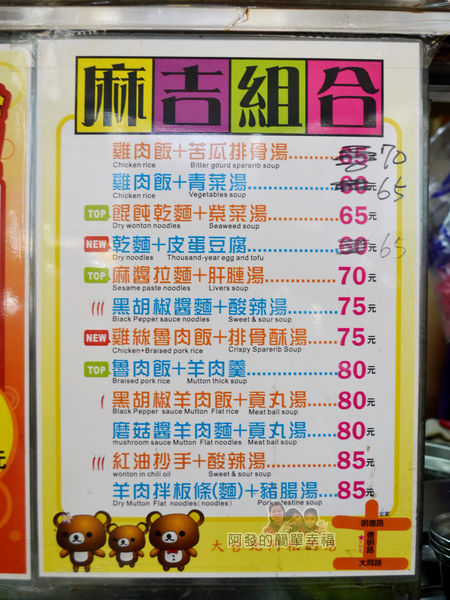 麻吉組合
雞肉飯+苦瓜排骨湯......65元 70
Chicken rice Bitter gourd sparerib soup
雞肉飯+青菜湯......60元 65
Chicken rice Vegetables soup
TOP 餛飩乾麵+紫菜湯......65元
Dry wonton noodles Seaweed soup
NEW 乾麵+皮蛋豆腐......60元 65
Dry noodles Thousand-year egg and tofu
TOP 麻醬拉麵+肝腱湯......70元
Sesame paste noodles Livers soup
黑胡椒醬麵+酸辣湯......75元
Black Pepper sauce noodles Sweet & sour soup
NEW 雞絲魯肉飯+排骨酥湯......75元
Chicken+Braised pork rice Crispy Sparerib Soup
TOP 魯肉飯+羊肉羹......80元
Braised pork rice Mutton thick soup
黑胡椒羊肉飯+貢丸湯......80元
Black Pepper sauce Mutton Flat rice Meat ball soup
蘑菇醬羊肉麵+貢丸湯......80元
mushroom sauce Mutton Flat noodles Meat ball soup
紅油抄手+酸辣湯......85元
wonton in chili oil Sweet & sour soup
羊肉拌板條(麵)+豬腸湯......85元
Dry Mutton Flat noodles(noodles) Pork intestine soup
明德路
德明路
大同路
阿發的簡單幸福
元